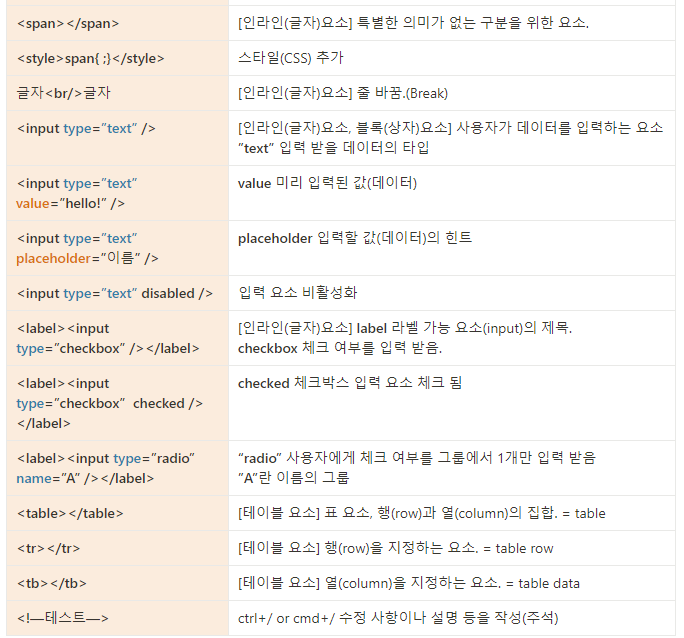 <span></span>
[인라인(글자)요소] 특별한 의미가 없는 구분을 위한 요소.
<style>span{ ;}</style>
스타일(CSS) 추가
글자<br/>글자
[인라인(글자)요소] 줄 바꿈.(Break)
<input type=”text” />
[인라인(글자)요소, 블록(상자)요소] 사용자가 데이터를 입력하는 요소
”text” 입력 받을 데이터의 타입
<input type=”text”
value=”hello!” />
value 미리 입력된 값(데이터)
<input type=”text”
placeholder=”이름” />
placeholder 입력할 값(데이터)의 힌트
<input type=”text” disabled />
입력 요소 비활성화
<label><input
type=”checkbox” /></label>
[인라인(글자)요소] label 라벨 가능 요소(input)의 제목.
checkbox 체크 여부를 입력 받음.
<label><input
type=”checkbox”  checked />
</label>
checked 체크박스 입력 요소 체크 됨
<label><input type=”radio”
name=”A” /></label>
“radio” 사용자에게 체크 여부를 그룹에서 1개만 입력 받음
”A”란 이름의 그룹
<table></table>
[테이블 요소] 표 요소, 행(row)과 열(column)의 집합. = table
<tr></tr>
[테이블 요소] 행(row)을 지정하는 요소. = table row
<tb></tb>
[테이블 요소] 열(column)을 지정하는 요소. = table data
<!—테스트—>
ctrl+/ or cmd+/ 수정 사항이나 설명 등을 작성(주석)